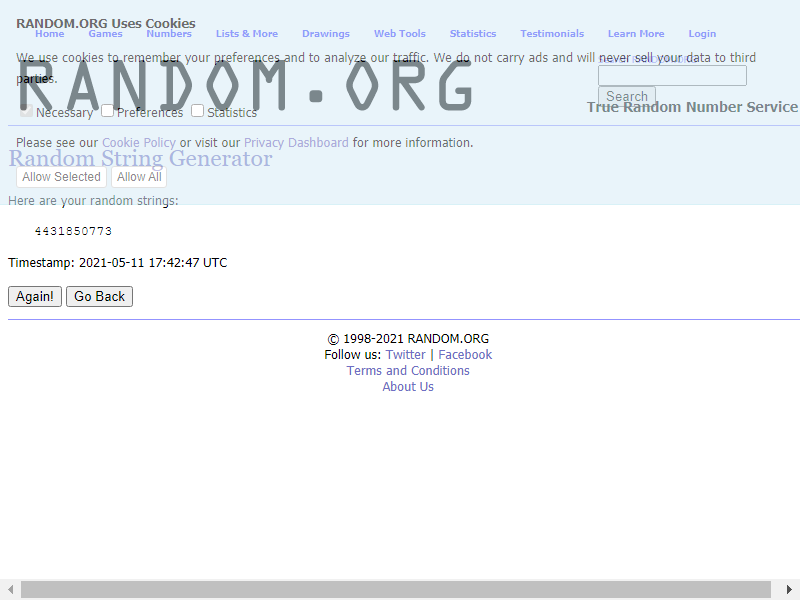 RANDOM.ORG Uses Cookies
Home Games Numbers Lists & More Drawings Web Tools Statistics Testimonials Learn More Login
We use cookies to remember your preferences and to analyze our traffic. We do not carry ads and will never sell your data to third
parties.
RANDOM.ORG
Search
True Random Number Service
Necessary Preferences Statistics
Please see our Cookie Policy or visit our Privacy Dashboard for more information.
Random String Generator
Allow Selected Allow All
Here are your random strings:
4431850773
Timestamp: 2021-05-11 17:42:47 UTC
Again! Go Back
© 1998-2021 RANDOM.ORG
Follow us: Twitter | Facebook
Terms and Conditions
About Us